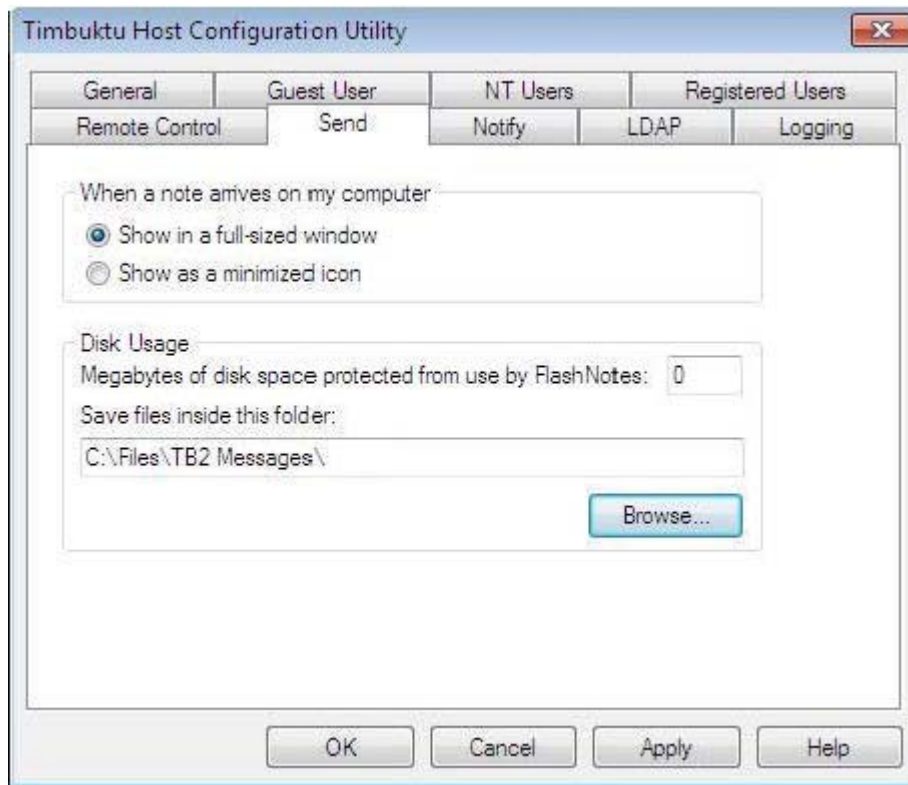 Timbuktu Host Configuration Utility
General Guest User NT Users Registered Users
Remote Control Send Notify LDAP Logging
When a note arrives on my computer
Show in a full-sized window
Show as a minimized icon
Disk Usage
Megabytes of disk space protected from use by FlashNotes: 0
Save files inside this folder:
C:\Files\TB2 Messages\
Browse...
OK Cancel Apply Help